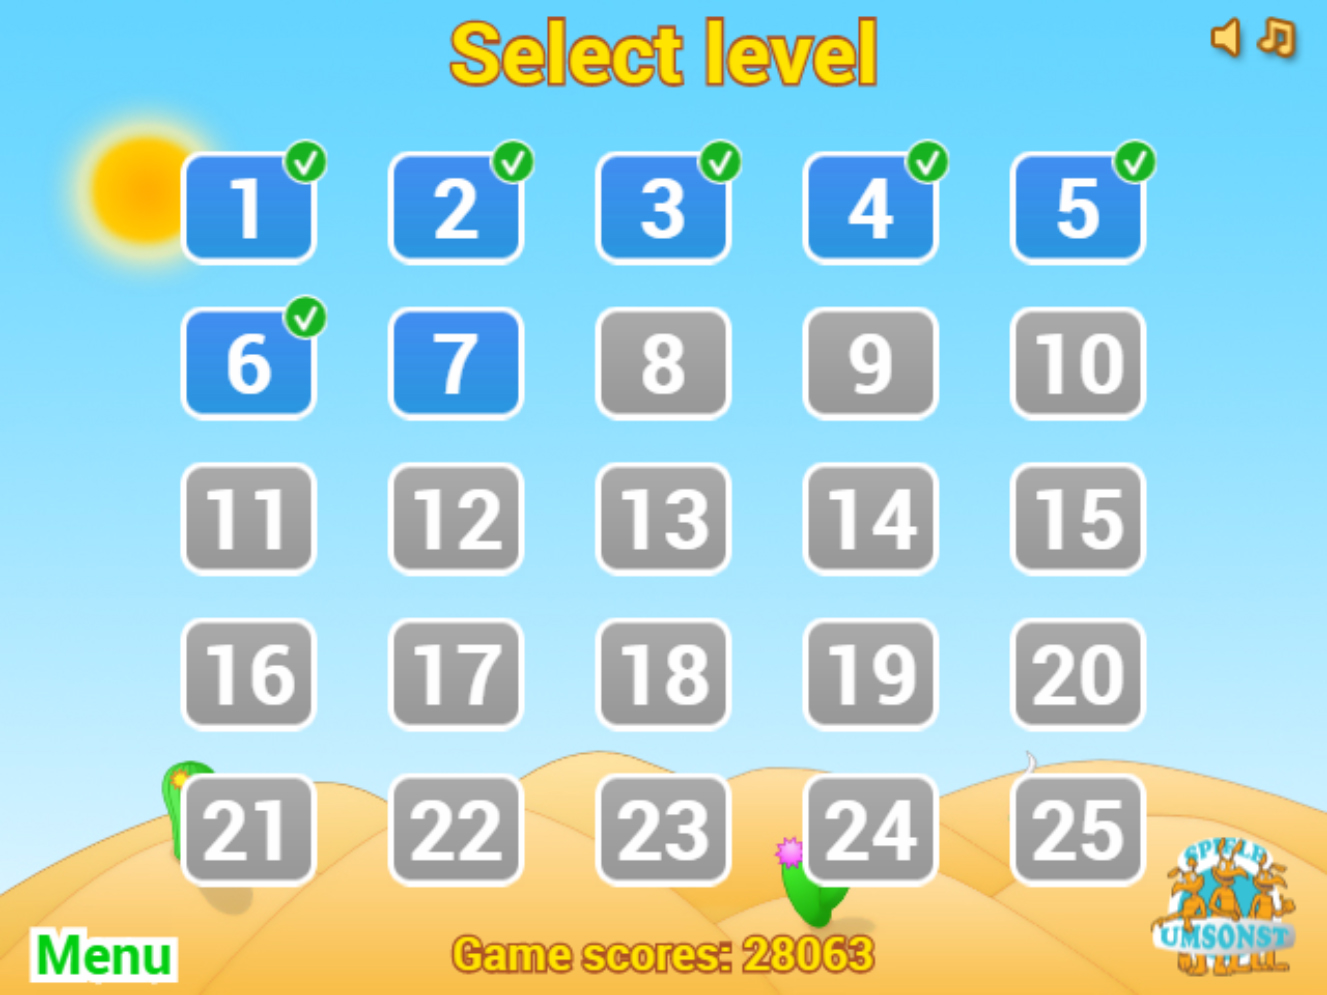 Select level
1 2 3 4 5
6 7 8 9 10
11 12 13 14 15
16 17 18 19 20
21 22 23 24 25
SPIELE
UMSONST
Menu
Game scores: 28063